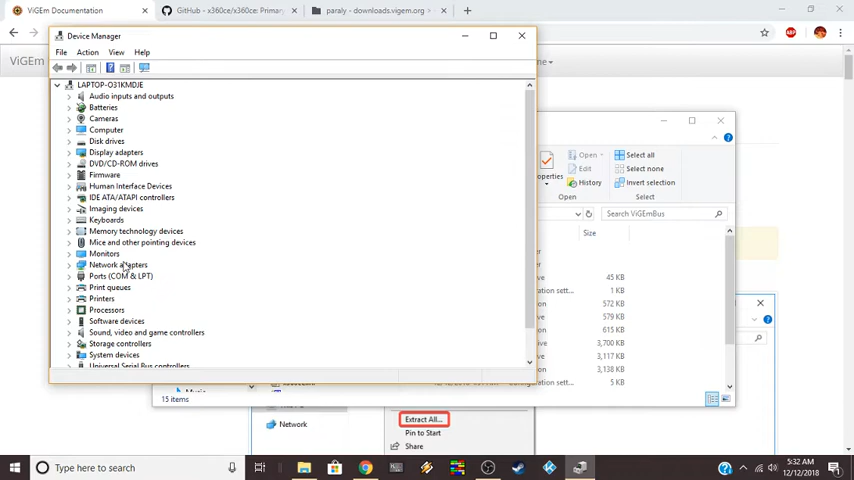 ViGEm Documentation
GitHub - x360ce/x360ce: Primary
paraly - downloads.vigem.org >
Device Manager
File Action View Help
LAPTOP-O31KMDJE
Audio inputs and outputs
Batteries
Cameras
Computer
Disk drives
Display adapters
DVD/CD-ROM drives
Firmware
Human Interface Devices
IDE ATA/ATAPI controllers
Imaging devices
Keyboards
Memory technology devices
Mice and other pointing devices
Monitors
Network adapters
Ports (COM & LPT)
Print queues
Printers
Processors
Software devices
Sound, video and game controllers
Storage controllers
System devices
Universal Serial Bus controllers
ViGEm
me
Open
Edit
History
Open
Select all
Select none
Invert selection
Select
Search ViGEmBus
Size
45 KB
1 KB
572 KB
579 KB
615 KB
3,700 KB
3,117 KB
3,138 KB
5 KB
Music
15 items
Network
Extract All...
Pin to Start
Share
Type here to search
5:32 AM
12/12/2018